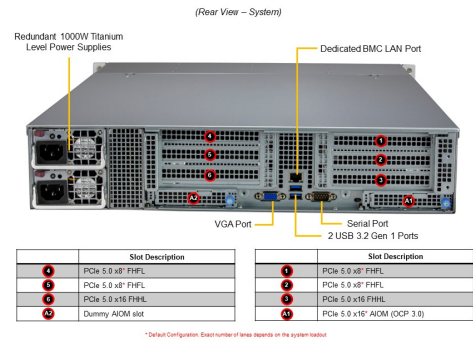 (Rear View – System)
Redundant 1000W Titanium
Level Power Supplies
Dedicated BMC LAN Port
4
5
6
A2
1
2
3
A1
VGA Port
Serial Port
2 USB 3.2 Gen 1 Ports
Slot Description
4 PCIe 5.0 x8* FHFL
5 PCIe 5.0 x8* FHFL
6 PCIe 5.0 x16 FHHL
A2 Dummy AIOM slot
Slot Description
1 PCIe 5.0 x8* FHFL
2 PCIe 5.0 x8* FHFL
3 PCIe 5.0 x16 FHHL
A1 PCIe 5.0 x16* AIOM (OCP 3.0)
* Default Configuration. Exact number of lanes depends on the system loadout